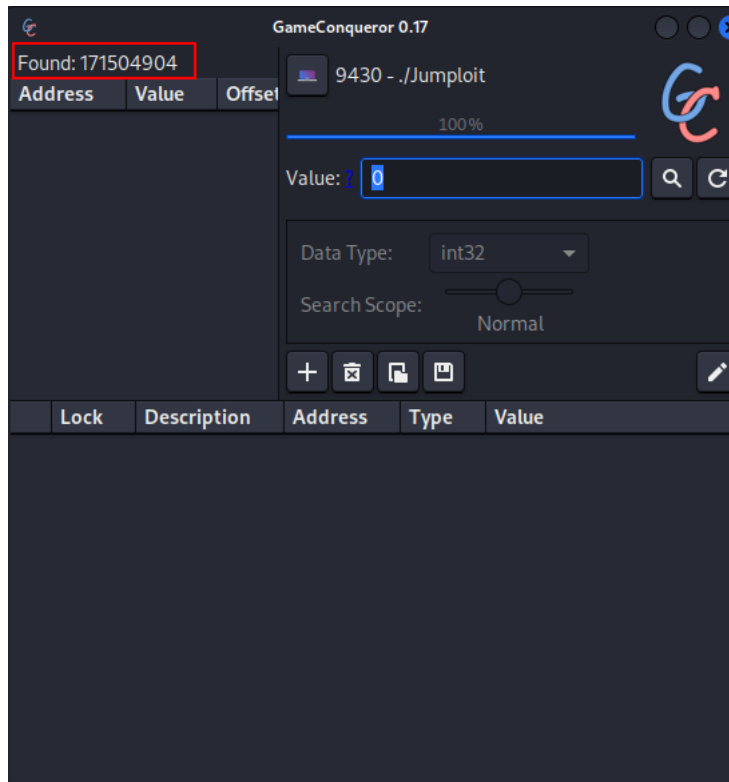 GameConqueror 0.17
Found: 171504904
Address Value Offset
9430 - ./Jumploit
100%
Value: ? 0
Data Type: int32
Search Scope:
Normal
Lock Description Address Type Value